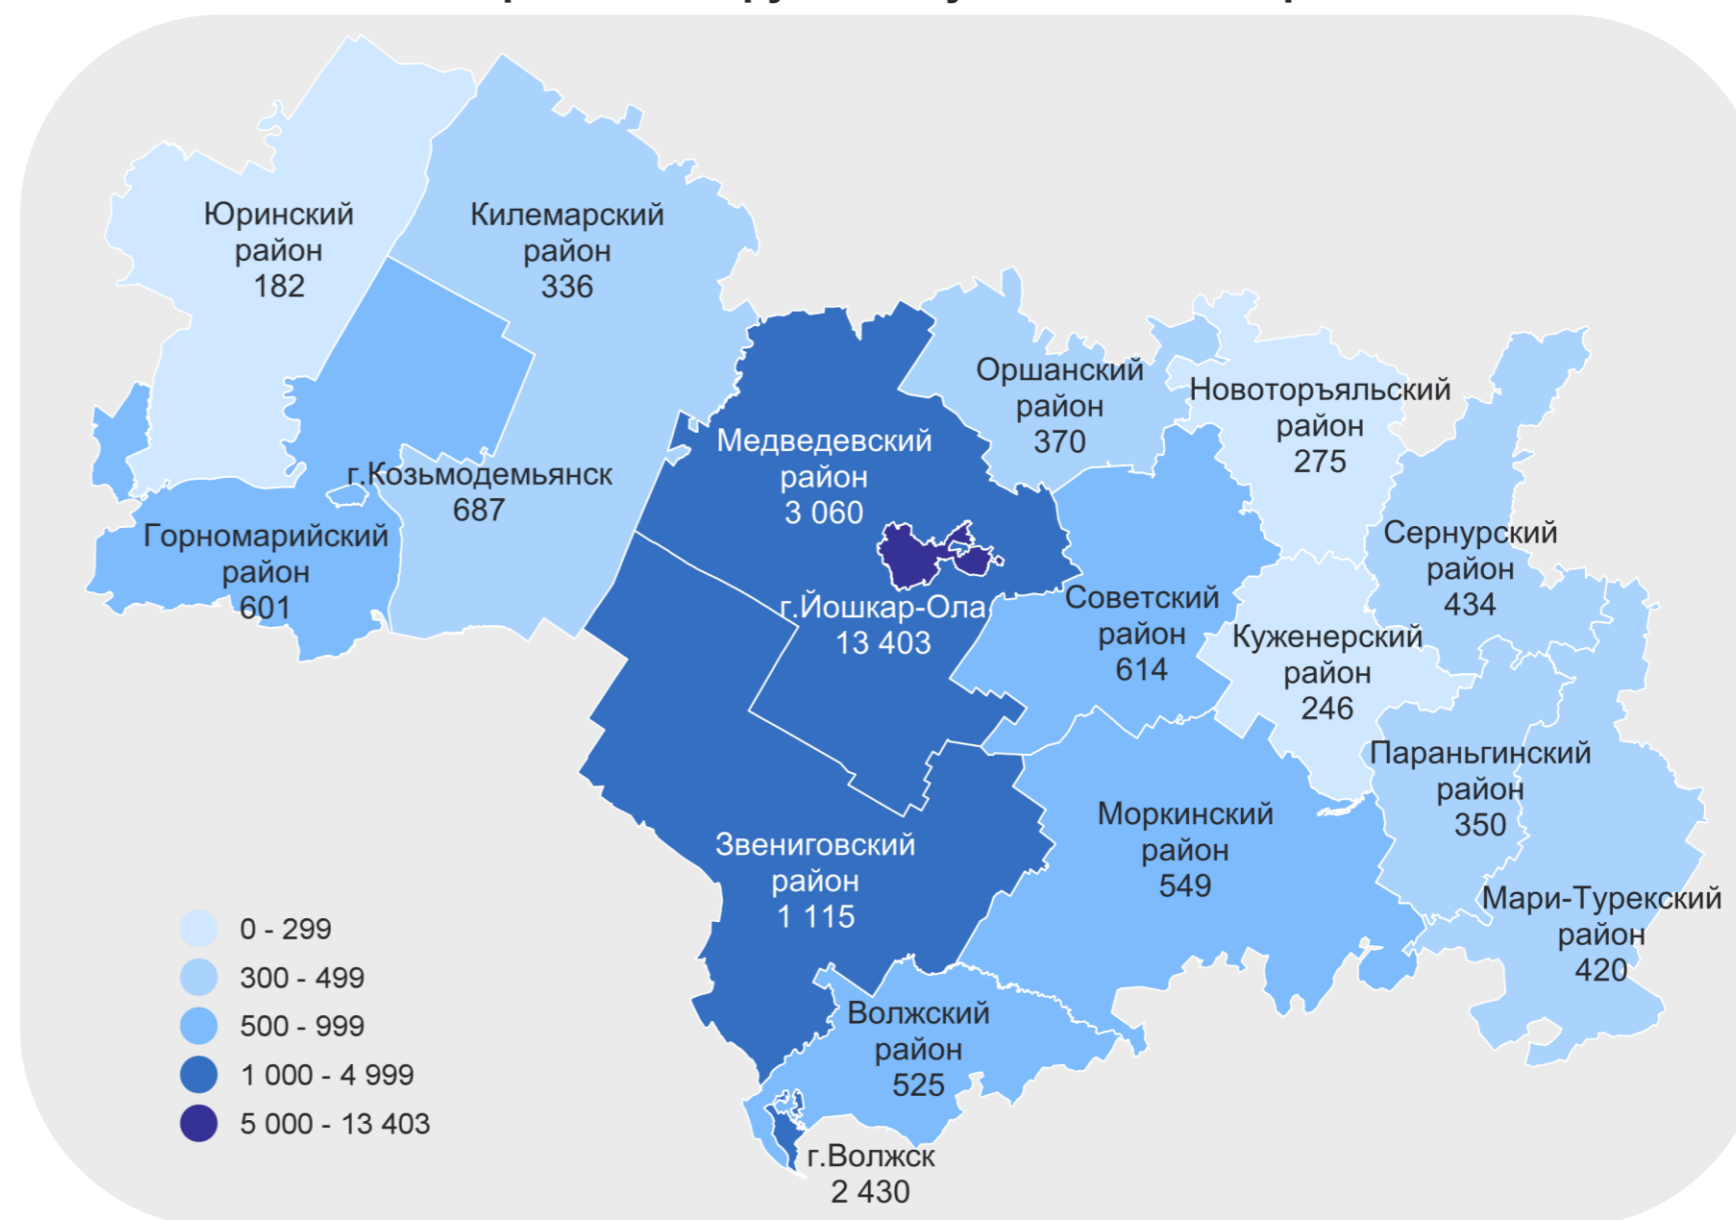 Юринский
район
182
Килемарский
район
336
Оршанский
район
370
Новоторъяльский
район
275
Медведевский
район
3 060
г.Козьмодемьянск
687
Горномарийский
район
601
Сернурский
район
434
г.Йошкар-Ола
13 403
Советский
район
614
Куженерский
район
246
Параньгинский
район
350
Звениговский
район
1 115
Моркинский
район
549
Мари-Турекский
район
420
Волжский
район
525
г.Волжск
2 430
0 - 299
300 - 499
500 - 999
1 000 - 4 999
5 000 - 13 403